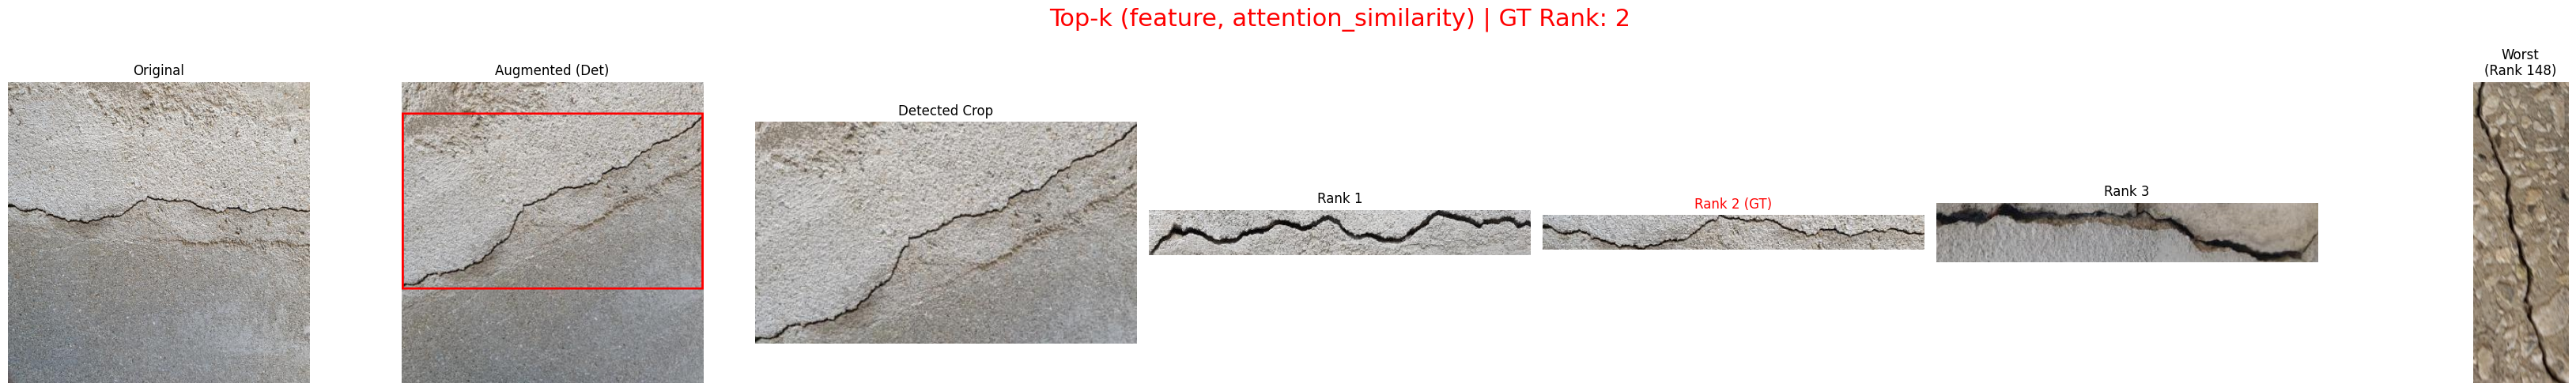 Top-k (feature, attention_similarity) | GT Rank: 2
Original
Augmented (Det)
Detected Crop
Rank 1
Rank 2 (GT)
Rank 3
Worst
(Rank 148)